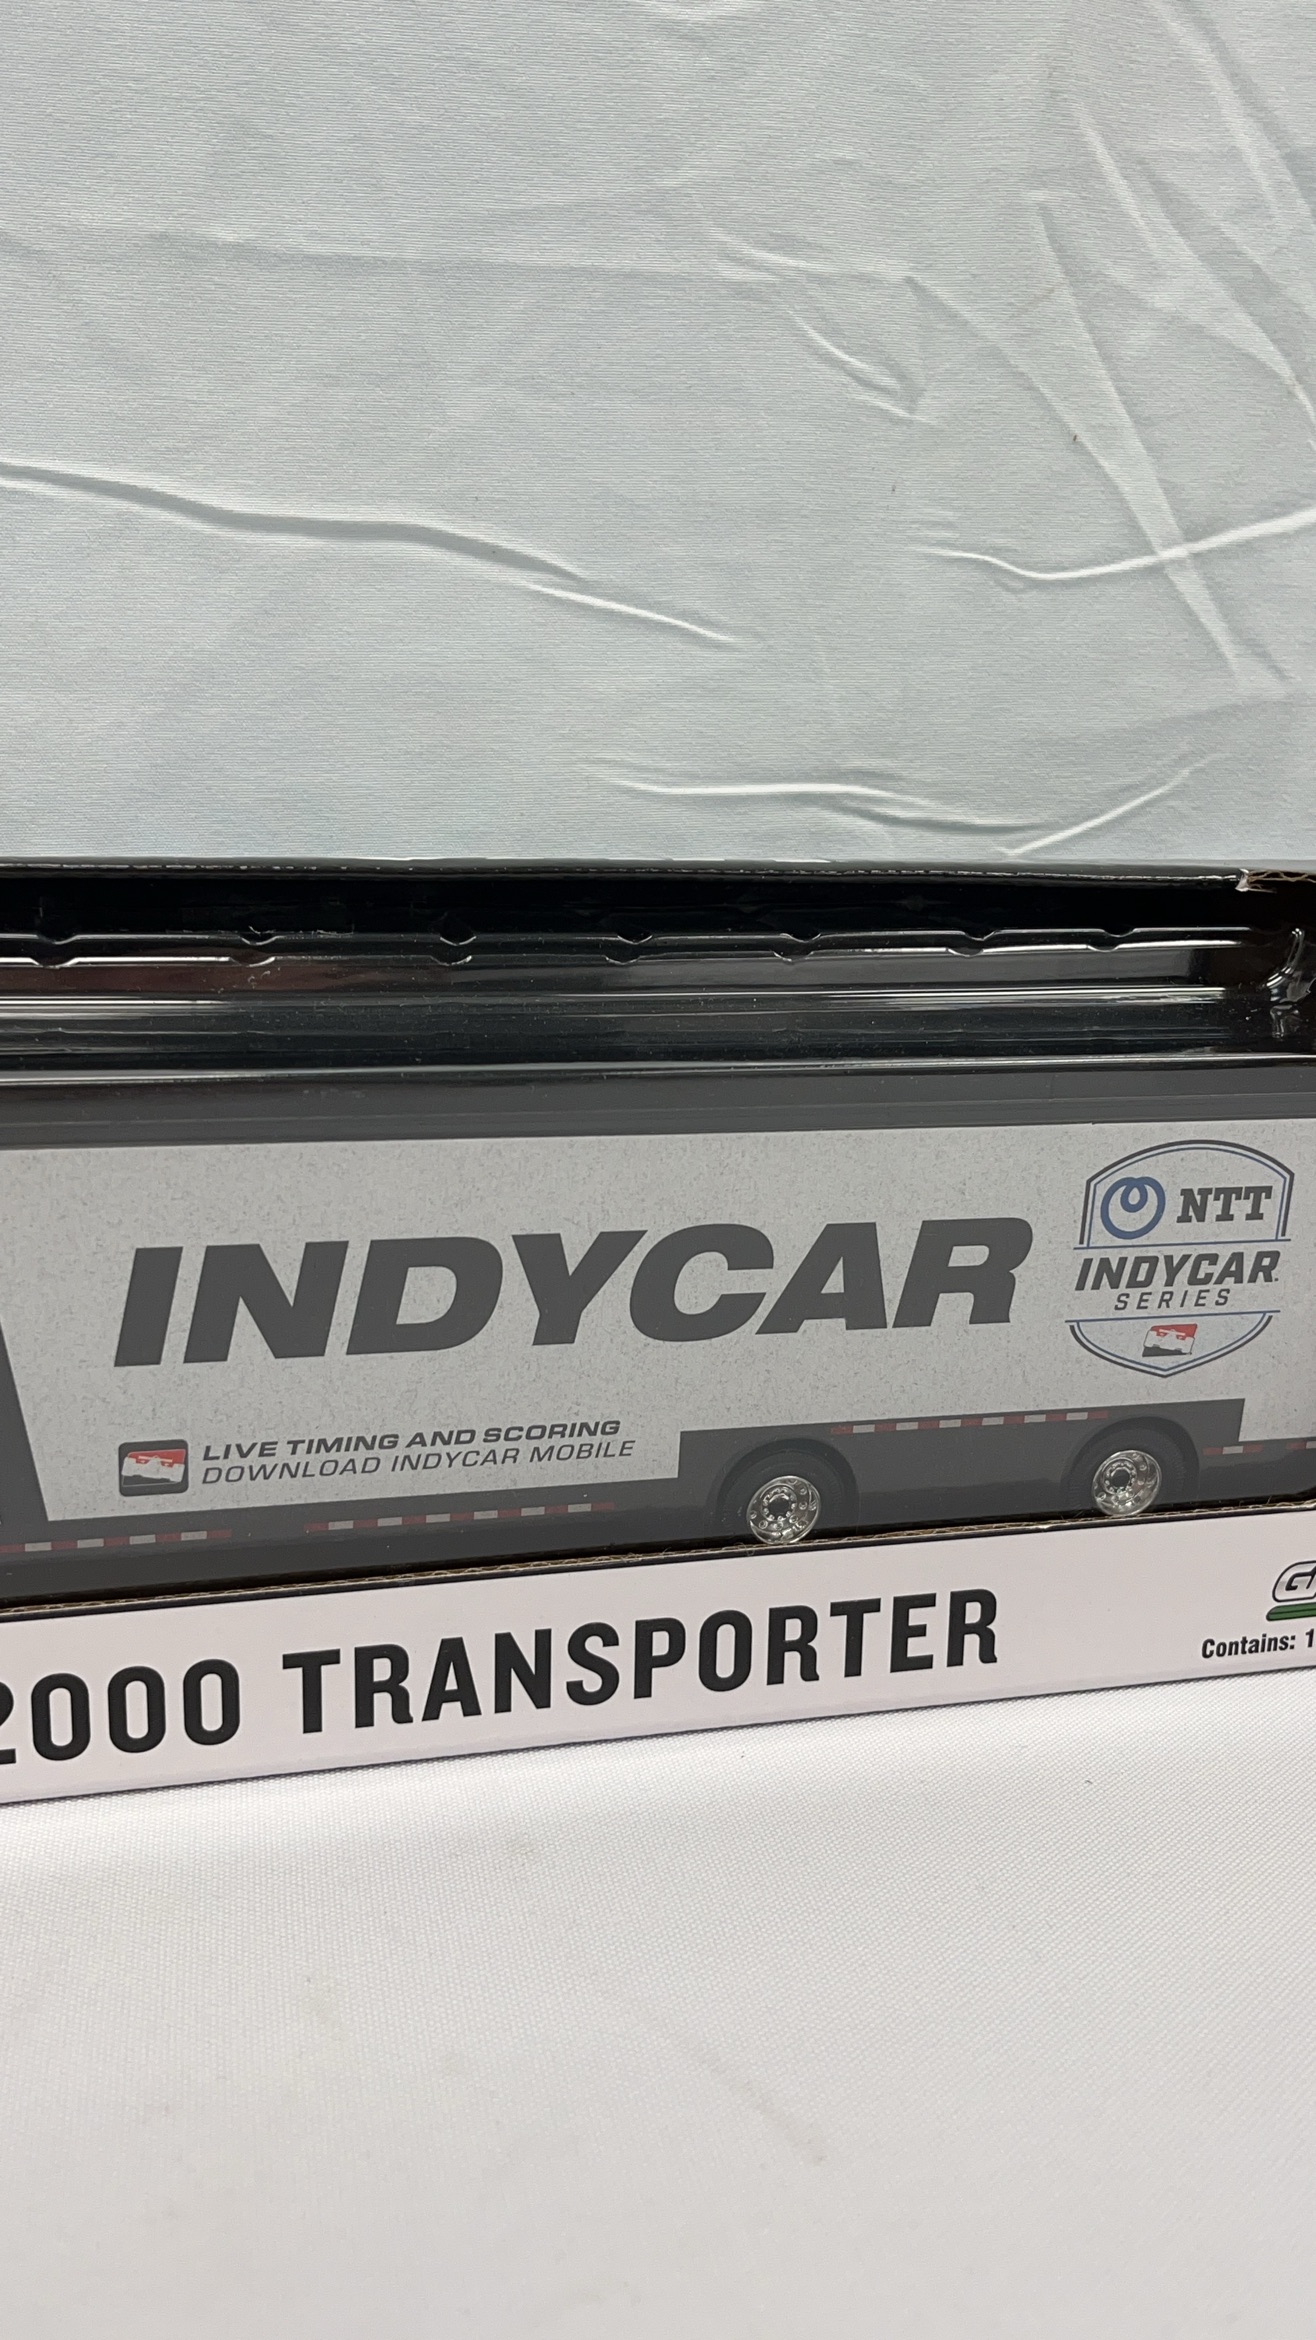 INDYCAR
NTT
INDYCAR
SERIES
LIVE TIMING AND SCORING
DOWNLOAD INDYCAR MOBILE
2000 TRANSPORTER
Contains: 1